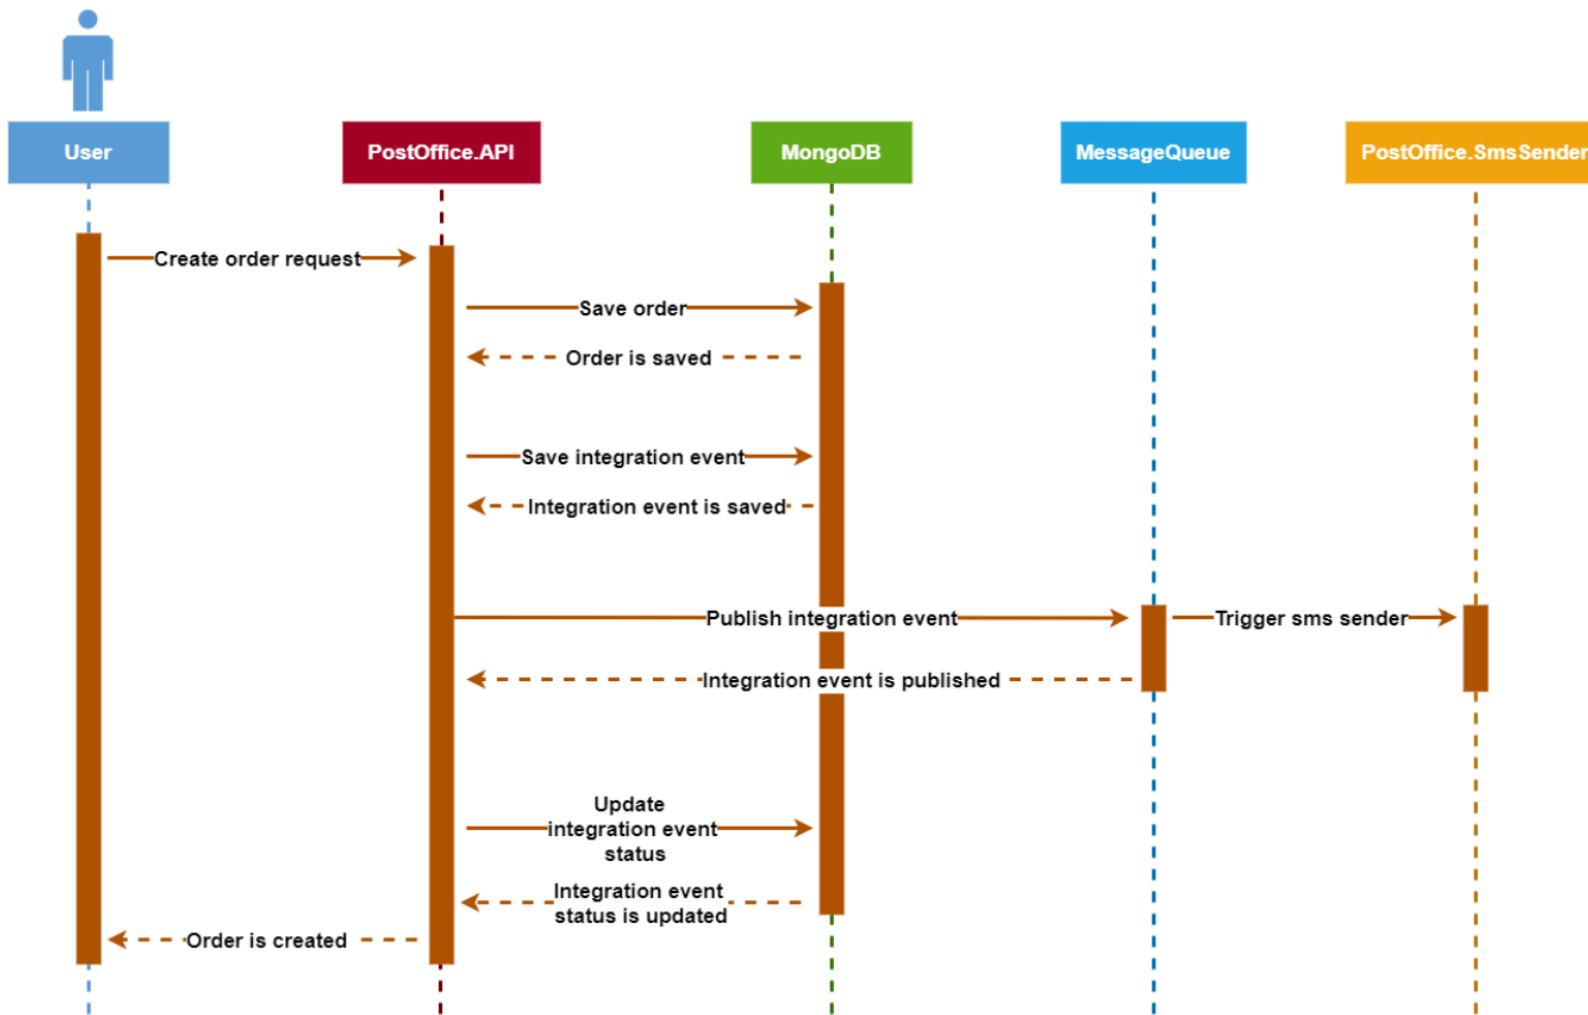 User
PostOffice.API
MongoDB
MessageQueue
PostOffice.SmsSender
Create order request
Save order
Order is saved
Save integration event
Integration event is saved
Publish integration event
Trigger sms sender
Integration event is published
Update
integration event
status
Integration event
status is updated
Order is created